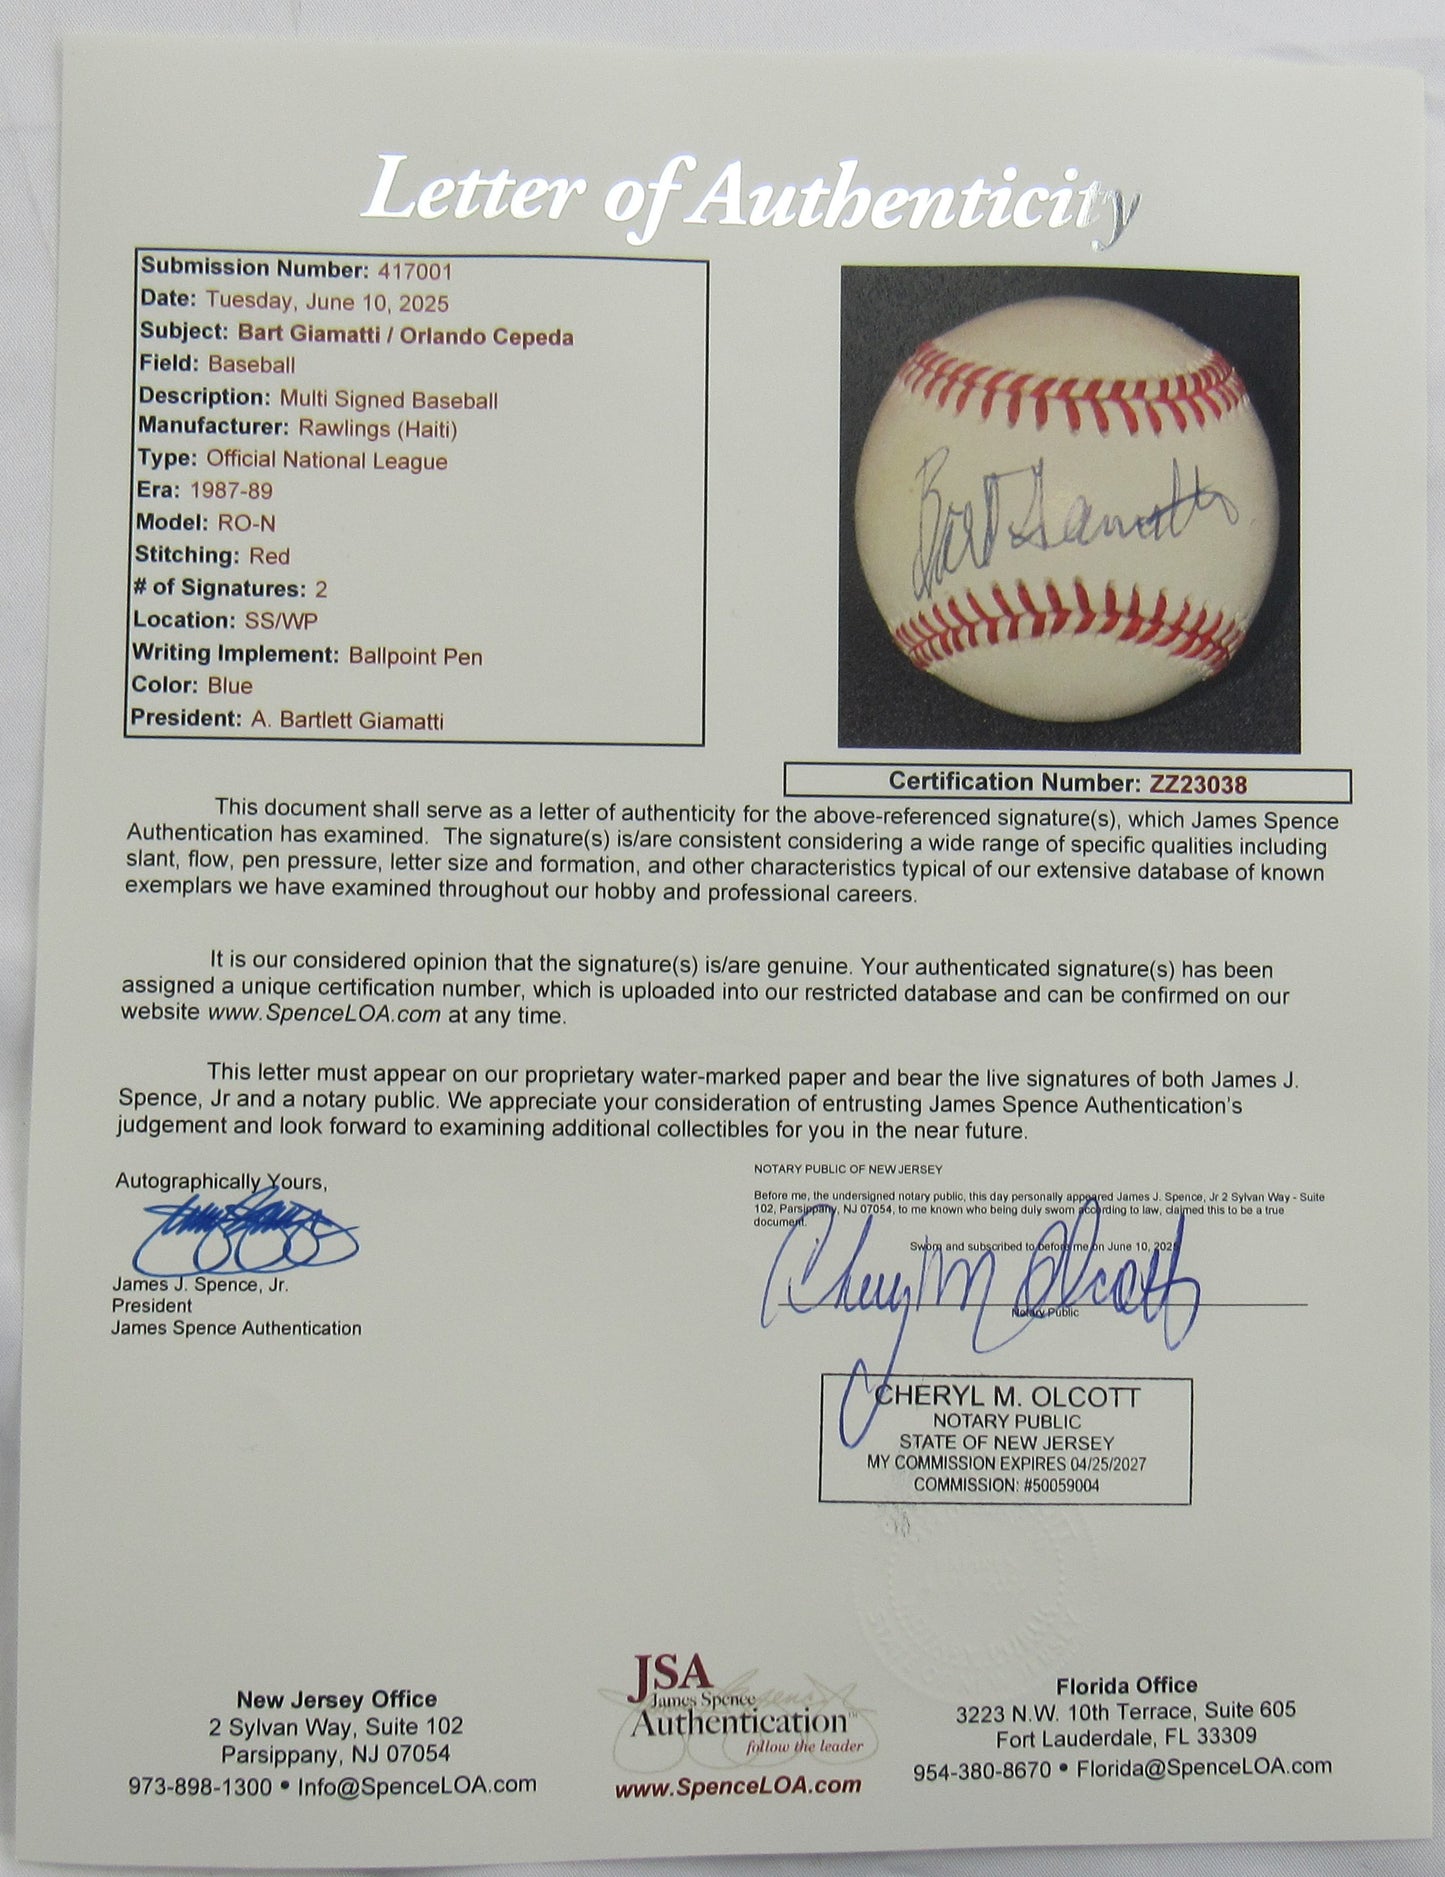 Letter of Authenticity
Submission Number: 417001
Date: Tuesday, June 10, 2025
Subject: Bart Giamatti / Orlando Cepeda
Field: Baseball
Description: Multi Signed Baseball
Manufacturer: Rawlings (Haiti)
Type: Official National League
Era: 1987-89
Model: RO-N
Stitching: Red
# of Signatures: 2
Location: SS/WP
Writing Implement: Ballpoint Pen
Color: Blue
President: A. Bartlett Giamatti
Bart Giamatti
Certification Number: ZZ23038
This document shall serve as a letter of authenticity for the above-referenced signature(s), which James Spence
Authentication has examined. The signature(s) is/are consistent considering a wide range of specific qualities including
slant, flow, pen pressure, letter size and formation, and other characteristics typical of our extensive database of known
exemplars we have examined throughout our hobby and professional careers.
It is our considered opinion that the signature(s) is/are genuine. Your authenticated signature(s) has been
assigned a unique certification number, which is uploaded into our restricted database and can be confirmed on our
website www.SpenceLOA.com at any time.
This letter must appear on our proprietary water-marked paper and bear the live signatures of both James J.
Spence, Jr and a notary public. We appreciate your consideration of entrusting James Spence Authentication's
judgement and look forward to examining additional collectibles for you in the near future.
Autographically Yours,
James J. Spence, Jr.
President
James Spence Authentication
NOTARY PUBLIC OF NEW JERSEY
Before me, the undersigned notary public, this day personally appeared James J. Spence, Jr 2 Sylvan Way - Suite
102, Parsippany, NJ 07054, to me known who being duly sworn according to law, claimed this to be a true
document.
Sworn and subscribed to before me on June 10, 2025
Cheryl M Olcott
Notary Public
CHERYL M. OLCOTT
NOTARY PUBLIC
STATE OF NEW JERSEY
MY COMMISSION EXPIRES 04/25/2027
COMMISSION: #50059004
New Jersey Office
2 Sylvan Way, Suite 102
Parsippany, NJ 07054
973-898-1300 • Info@SpenceLOA.com
JSA
James Spence
Authentication™
follow the leader
www.SpenceLOA.com
Florida Office
3223 N.W. 10th Terrace, Suite 605
Fort Lauderdale, FL 33309
954-380-8670 • Florida@SpenceLOA.com